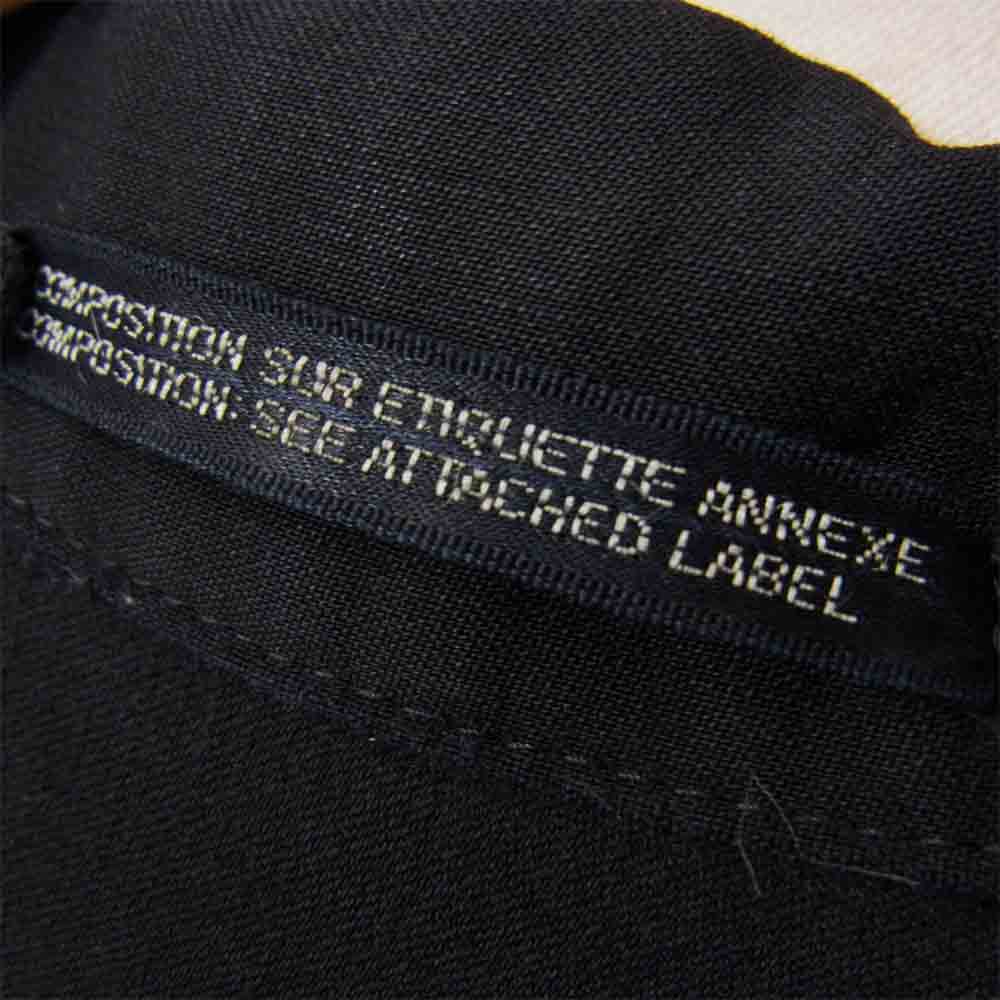 COMPOSITION SUR ETIQUETTE ANNEXE
COMPOSITION: SEE ATTACHED LABEL